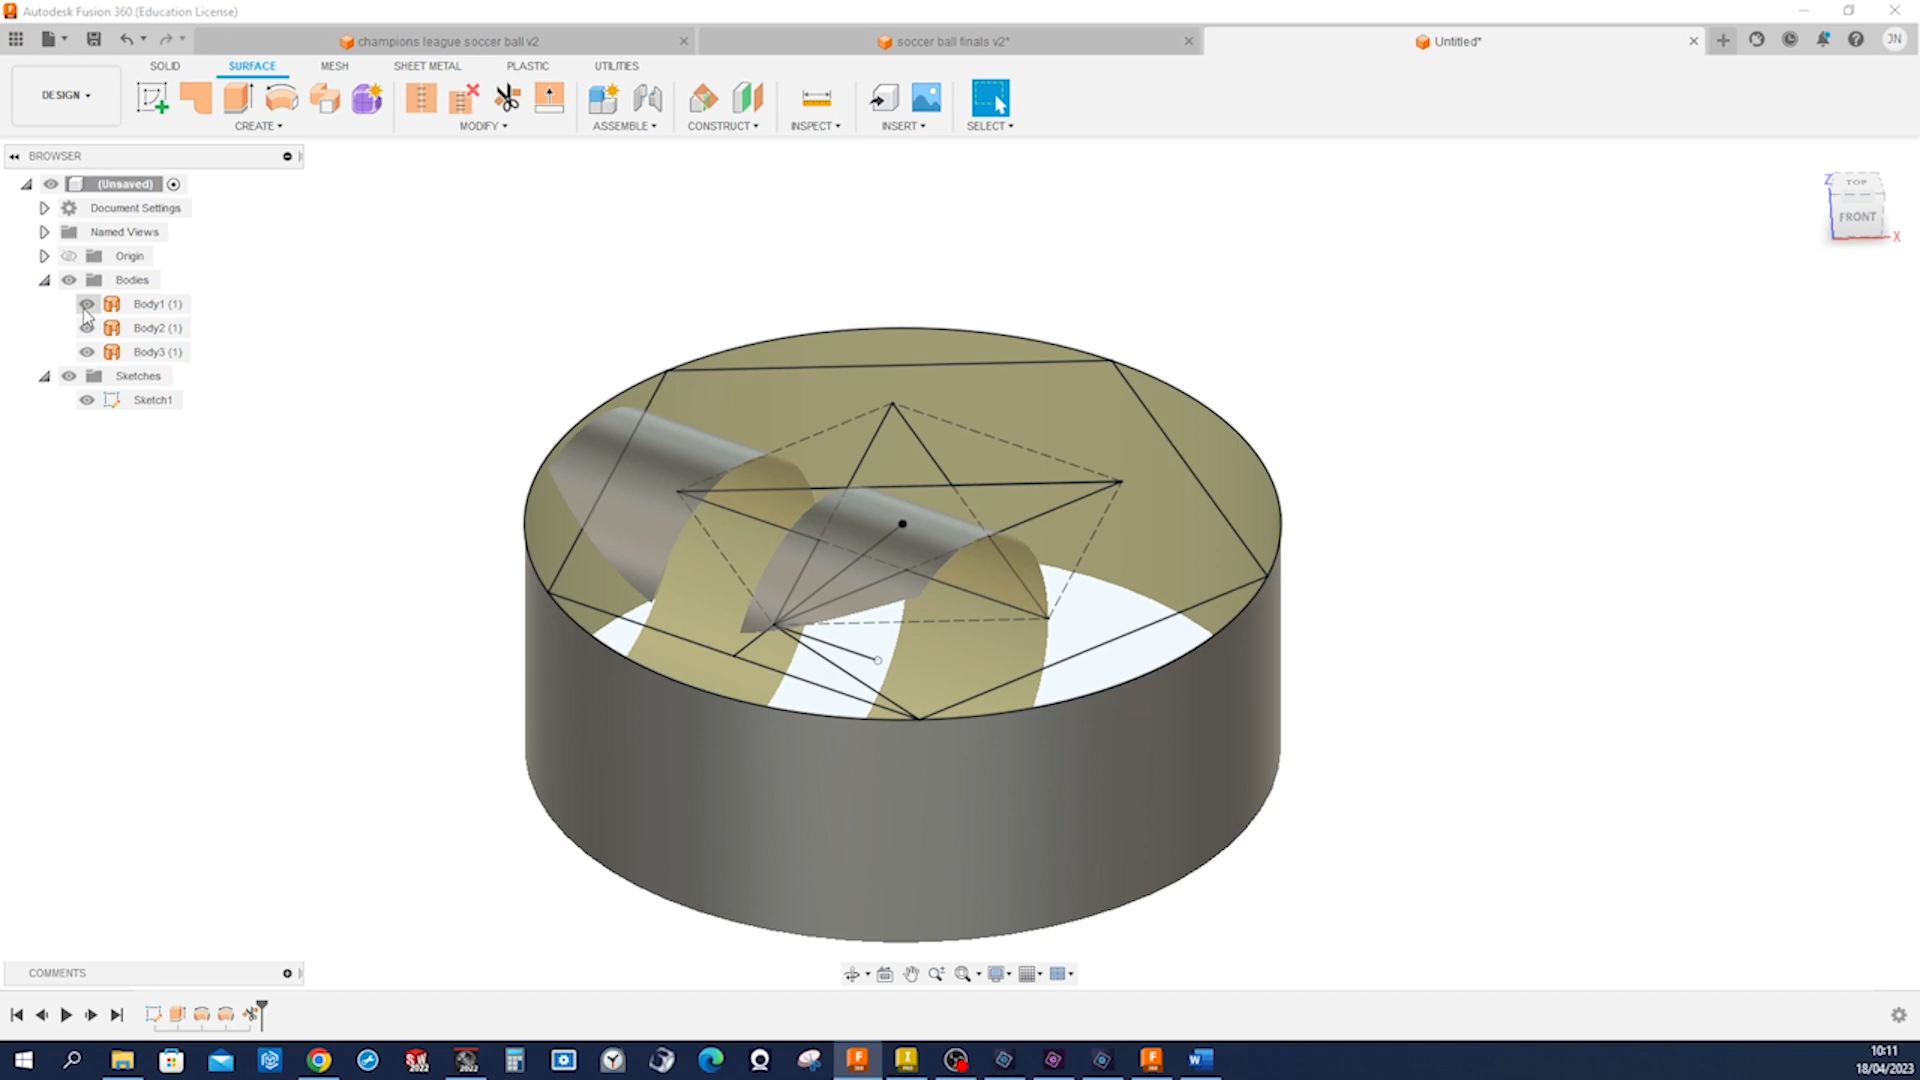 Autodesk Fusion 360 (Education License)
champions league soccer ball v2
soccer ball finals v2*
Untitled*
JN
DESIGN
SOLID
SURFACE
MESH
SHEET METAL
PLASTIC
UTILITIES
CREATE
MODIFY
ASSEMBLE
CONSTRUCT
INSPECT
INSERT
SELECT
BROWSER
(Unsaved)
Document Settings
Named Views
Origin
Bodies
Body1 (1)
Body2 (1)
Body3 (1)
Sketches
Sketch1
Z
TOP
FRONT
X
COMMENTS
10:11
18/04/2023